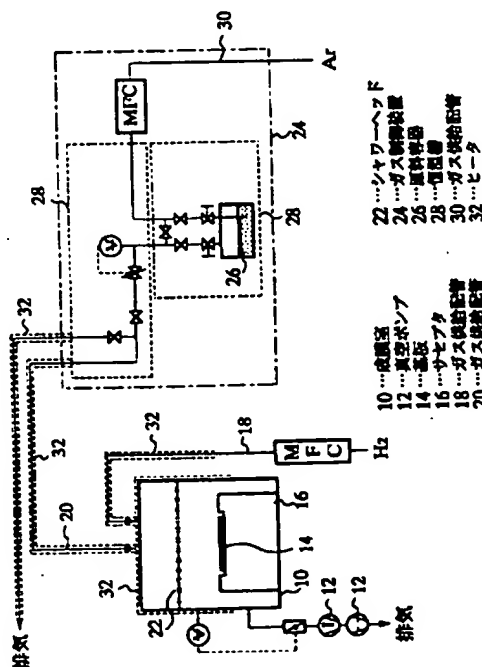 排気
32
20
32
28
MFC
30
Ar
24
28
26
32
22
32
18
MFC
H2
16
14
10
12
12
排気
10…成膜室
12…真空ポンプ
14…基板
16…サセプタ
18…ガス供給配管
20…ガス供給配管
22…シャワーヘッド
24…ガス制御装置
26…原料容器
28…恒温槽
30…ガス供給配管
32…ヒータ